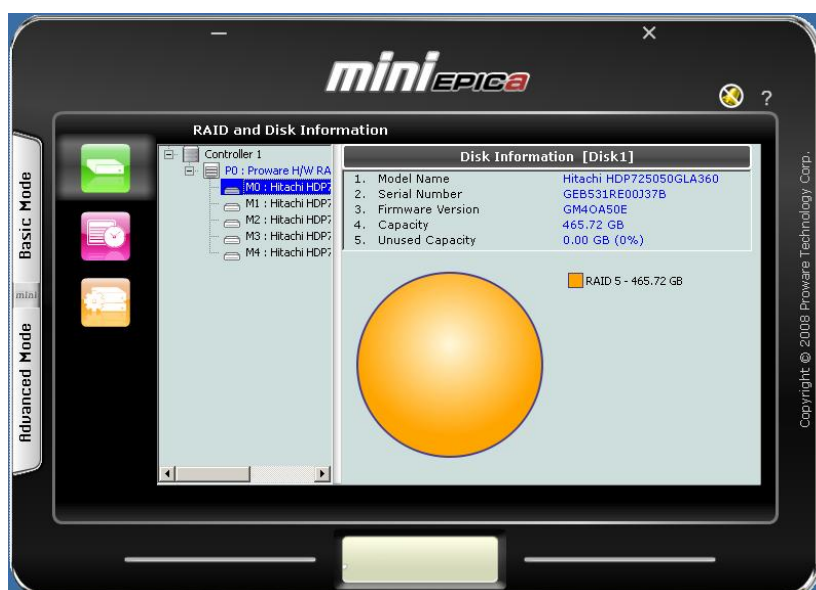 mini EPICa
?
RAID and Disk Information
Basic Mode
mini
Advanced Mode
Controller 1
P0 : Proware H/W RA
M0 : Hitachi HDP7
M1 : Hitachi HDP7
M2 : Hitachi HDP7
M3 : Hitachi HDP7
M4 : Hitachi HDP7
Disk Information [Disk1]
1. Model Name Hitachi HDP725050GLA360
2. Serial Number GEB531RE00J37B
3. Firmware Version GM4OA50E
4. Capacity 465.72 GB
5. Unused Capacity 0.00 GB (0%)
RAID 5 - 465.72 GB
Copyright © 2008 Proware Technology Corp.